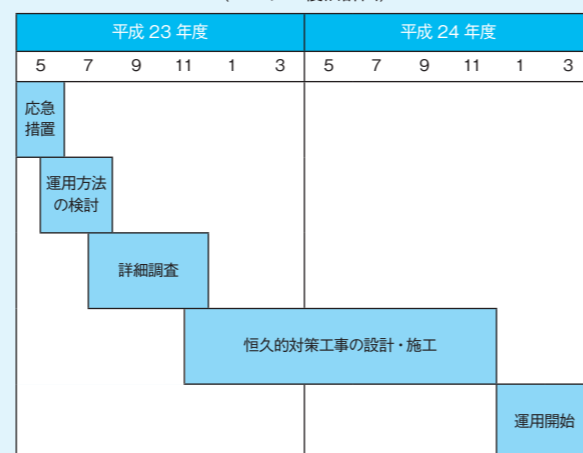 平成 23 年度 平成 24 年度
5 7 9 11 1 3 5 7 9 11 1 3
応急
措置
運用方法
の検討
詳細調査
恒久的対策工事の設計・施工
運用開始